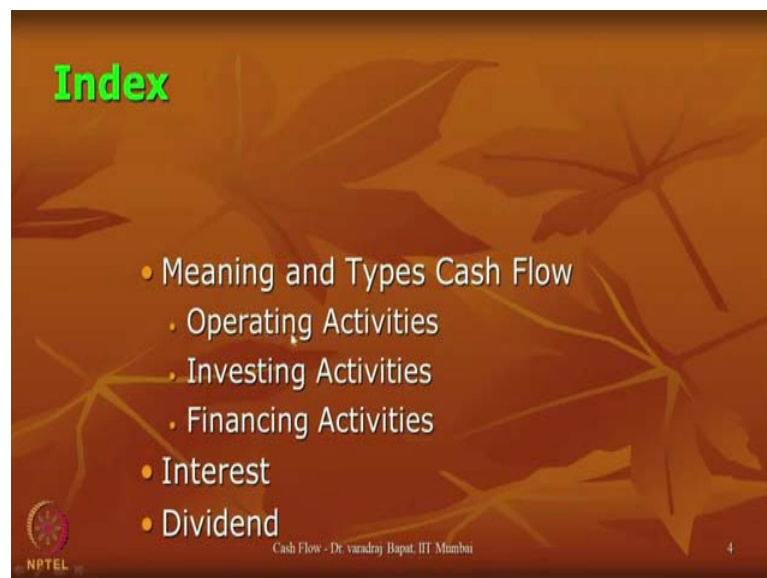 Index
• Meaning and Types Cash Flow
• Operating Activities
• Investing Activities
• Financing Activities
• Interest
• Dividend
Cash Flow - Dr. varadraj Bapat, IIT Mumbai
4
NPTEL